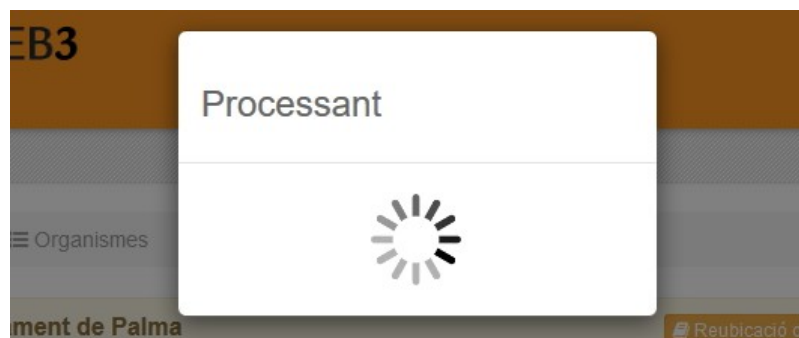 EB3
Processant
Organismes
ment de Palma
Reubicació